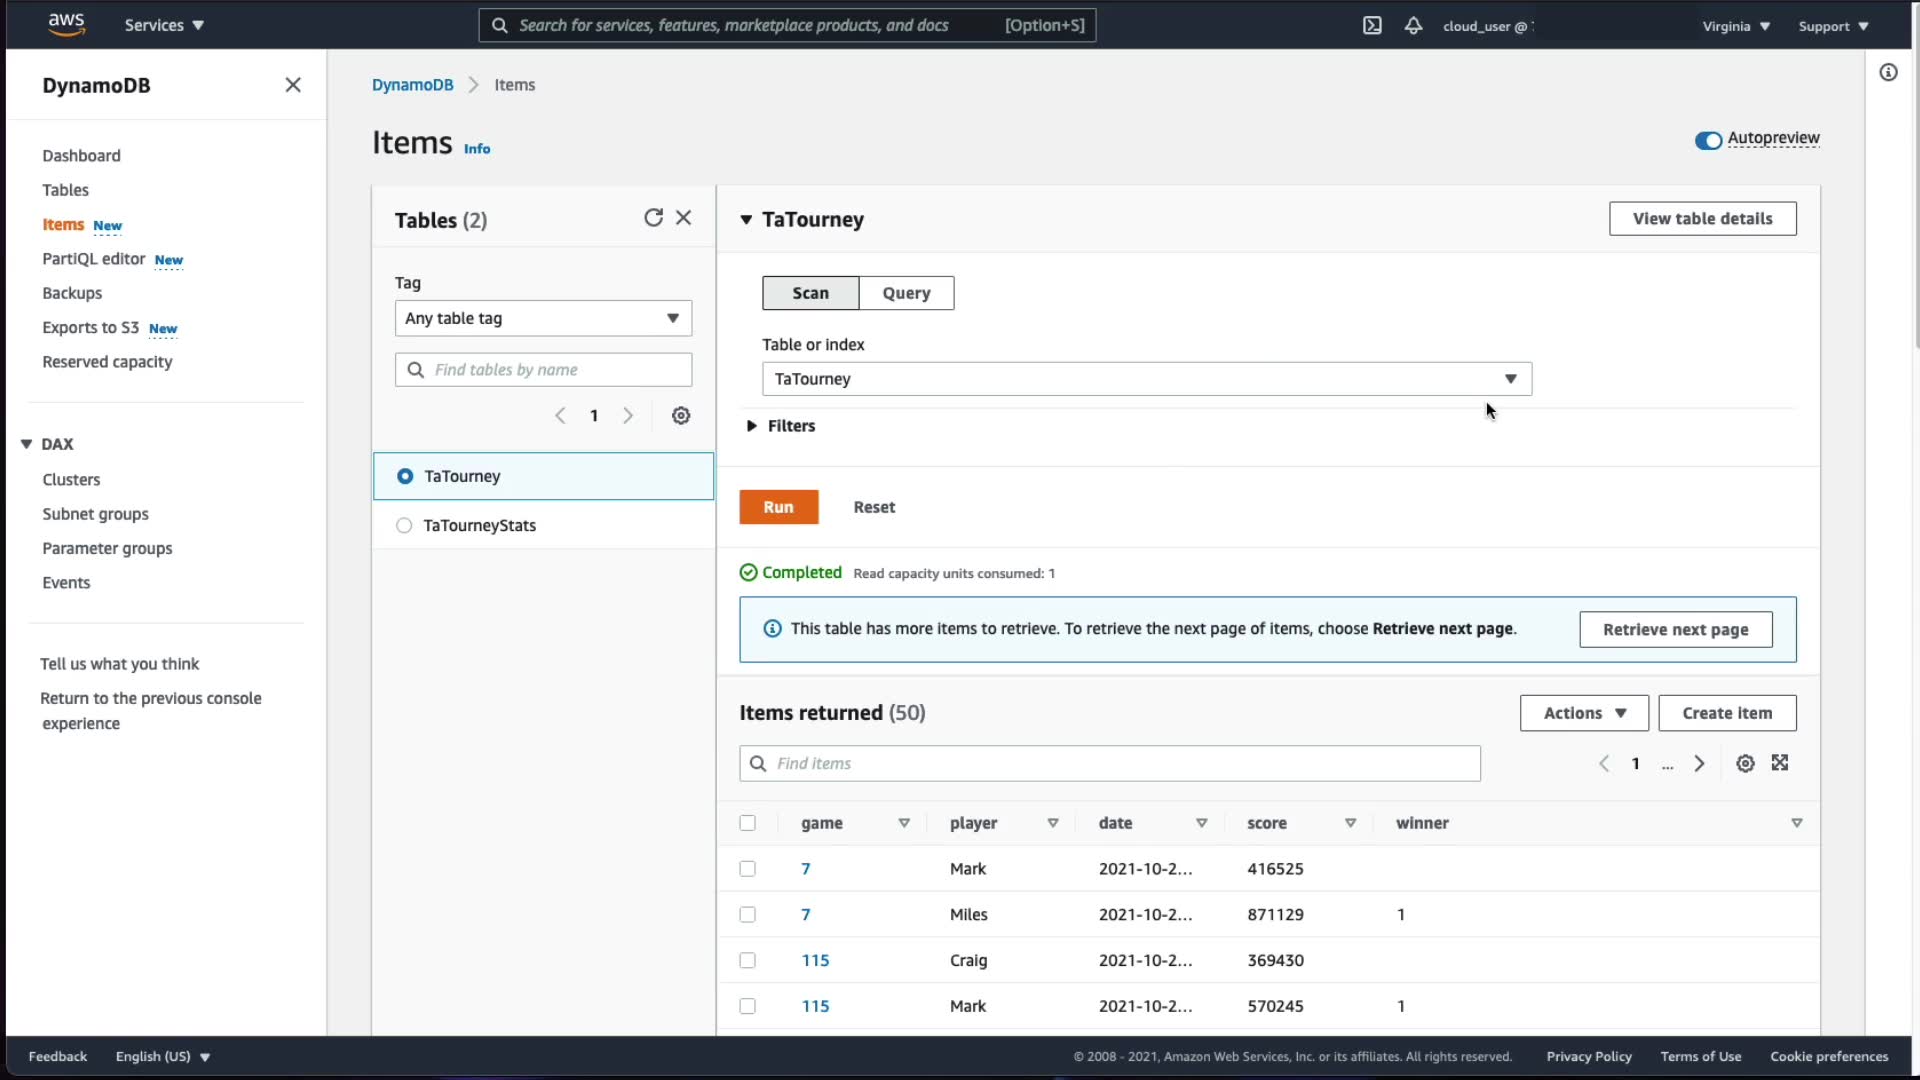 aws Services Search for services, features, marketplace products, and docs [Option+S] cloud_user @ Virginia Support
DynamoDB
Dashboard
Tables
Items New
PartiQL editor New
Backups
Exports to S3 New
Reserved capacity
DAX
Clusters
Subnet groups
Parameter groups
Events
Tell us what you think
Return to the previous console
experience
DynamoDB Items
Items Info
Autopreview
Tables (2)
Tag
Any table tag
Find tables by name
1
TaTourney
TaTourneyStats
TaTourney
View table details
Scan Query
Table or index
TaTourney
Filters
Run Reset
Completed Read capacity units consumed: 1
This table has more items to retrieve. To retrieve the next page of items, choose Retrieve next page. Retrieve next page
Items returned (50)
Actions Create item
Find items
1 ...
game player date score winner
7 Mark 2021-10-2... 416525
7 Miles 2021-10-2... 871129 1
115 Craig 2021-10-2... 369430
115 Mark 2021-10-2... 570245 1
Feedback English (US) © 2008 - 2021, Amazon Web Services, Inc. or its affiliates. All rights reserved. Privacy Policy Terms of Use Cookie preferences